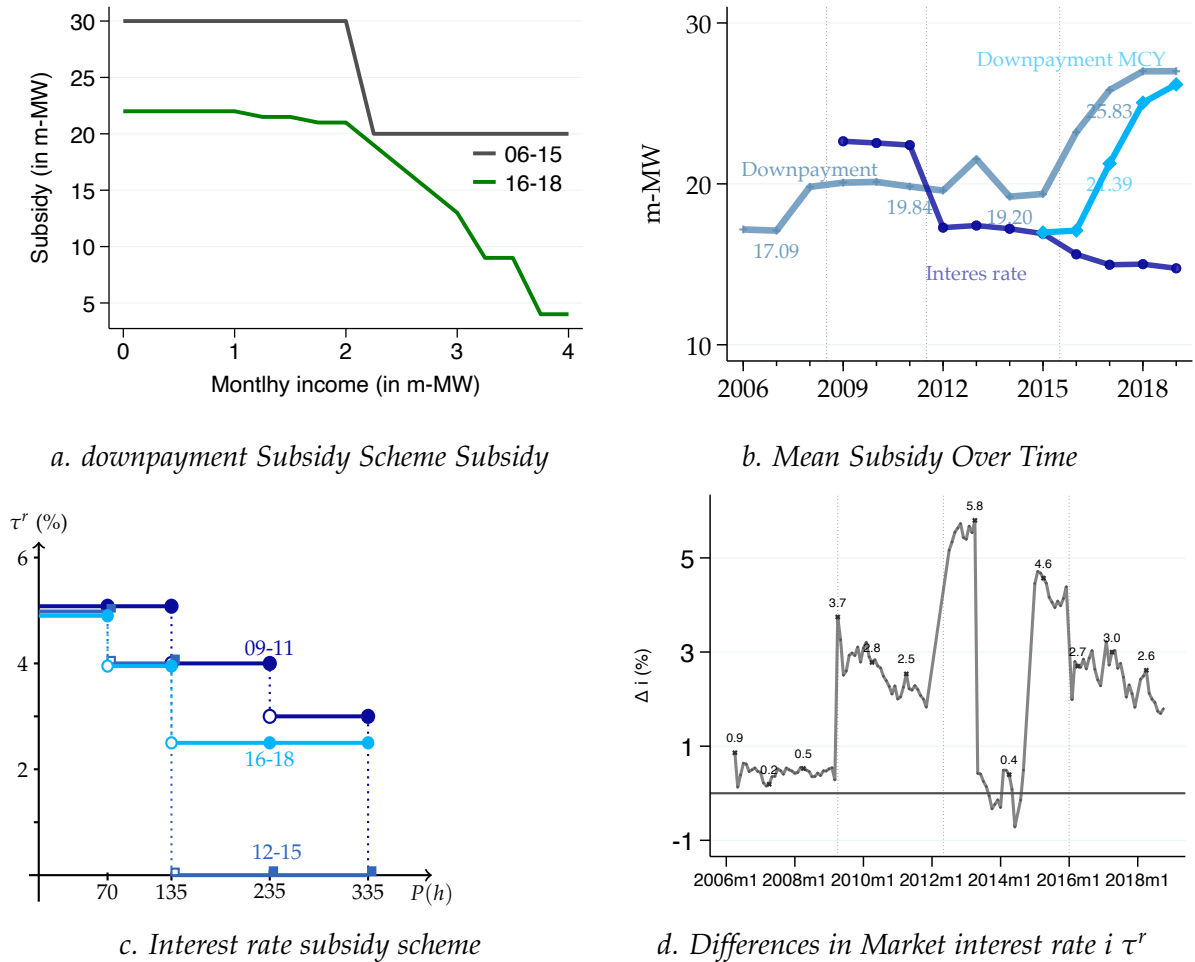 30
25
20
15
10
5
Subsidy (in m-MW)
06-15
16-18
0 1 2 3 4
Montlhy income (in m-MW)
a. downpayment Subsidy Scheme Subsidy
30
20
10
m-MW
Downpayment MCY
25.83
Downpayment
21.39
19.84
19.20
17.09
Interes rate
2006 2009 2012 2015 2018
b. Mean Subsidy Over Time
τʳ (%)
6
4
2
09-11
16-18
12-15
70 135 235 335 P(h)
c. Interest rate subsidy scheme
5
3
1
-1
Δ i (%)
5.8
4.6
3.7
2.8
2.5
2.7
3.0
2.6
0.9
0.2
0.5
0.4
2006m1 2008m1 2010m1 2012m1 2014m1 2016m1 2018m1
d. Differences in Market interest rate i τʳ